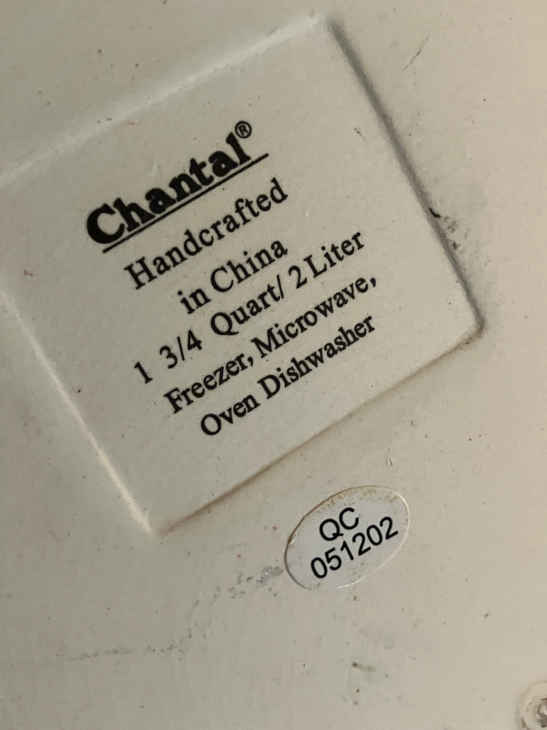 Chantal®
Handcrafted
in China
1 3/4 Quart/ 2 Liter
Freezer, Microwave,
Oven Dishwasher
QC
051202